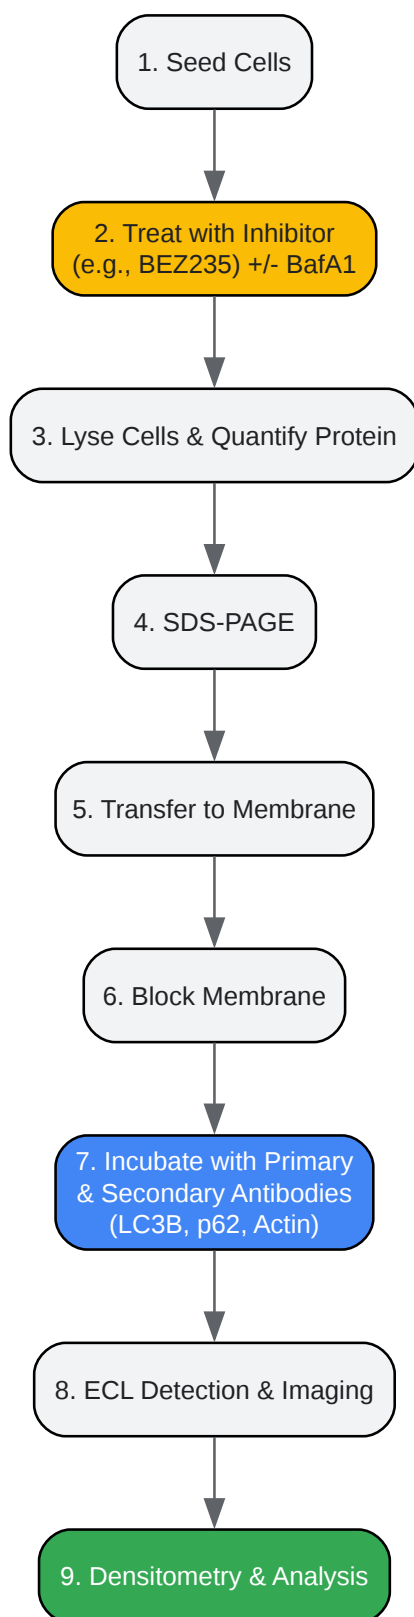 1. Seed Cells
2. Treat with Inhibitor
(e.g., BEZ235) +/- BafA1
3. Lyse Cells & Quantify Protein
4. SDS-PAGE
5. Transfer to Membrane
6. Block Membrane
7. Incubate with Primary
& Secondary Antibodies
(LC3B, p62, Actin)
8. ECL Detection & Imaging
9. Densitometry & Analysis